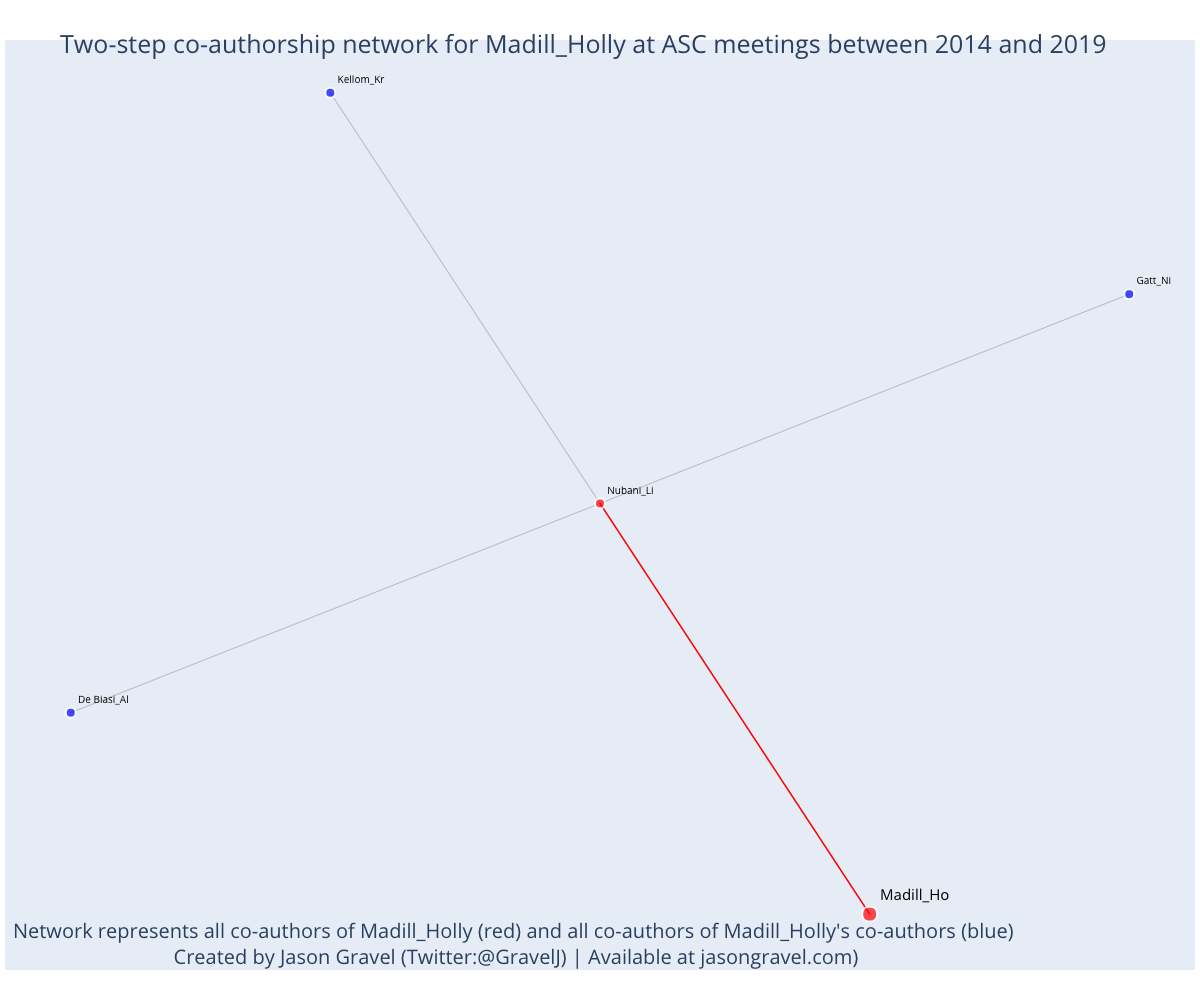 Two-step co-authorship network for Madill_Holly at ASC meetings between 2014 and 2019
Kellom_Kr
Gatt_Ni
Nubani_Li
De Biasi_Al
Madill_Ho
Network represents all co-authors of Madill_Holly (red) and all co-authors of Madill_Holly's co-authors (blue)
Created by Jason Gravel (Twitter:@GravelJ) | Available at jasongravel.com)